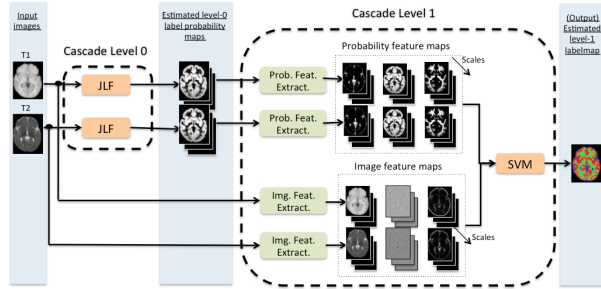 Input
images
Estimated level-0
label probability
maps
Cascade Level 1
(Output)
Estimated
level-1
labelmap
Cascade Level 0
Probability feature maps
Scales
T1
JLF
Prob. Feat.
Extract.
T2
JLF
Prob. Feat.
Extract.
SVM
Image feature maps
Img. Feat.
Extract.
Img. Feat.
Extract.
Scales